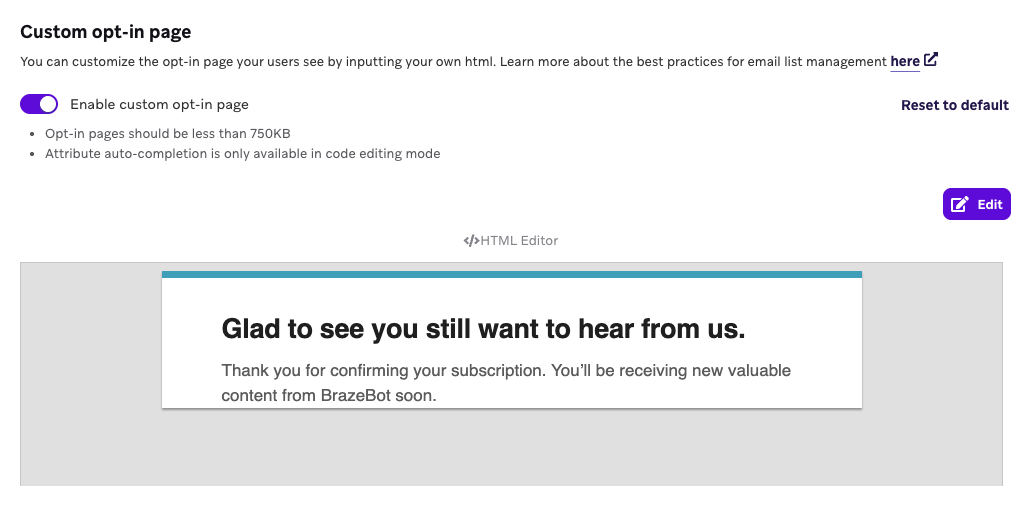 Custom opt-in page
You can customize the opt-in page your users see by inputting your own html. Learn more about the best practices for email list management here
Enable custom opt-in page
Reset to default
• Opt-in pages should be less than 750KB
• Attribute auto-completion is only available in code editing mode
Edit
</>HTML Editor
Glad to see you still want to hear from us.
Thank you for confirming your subscription. You’ll be receiving new valuable
content from BrazeBot soon.